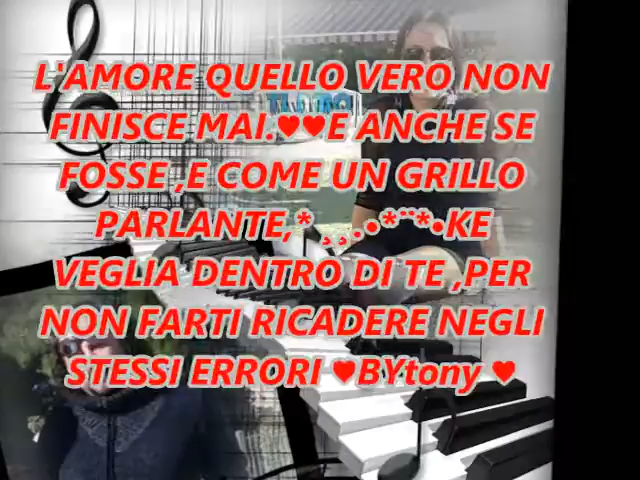 L'AMORE QUELLO VERO NON
FINISCE MAI.♥♥E ANCHE SE
FOSSE ,E COME UN GRILLO
PARLANTE,* ¸¸.•*¨*•KE
VEGLIA DENTRO DI TE ,PER
NON FARTI RICADERE NEGLI
STESSI ERRORI ♥BYtony ♥